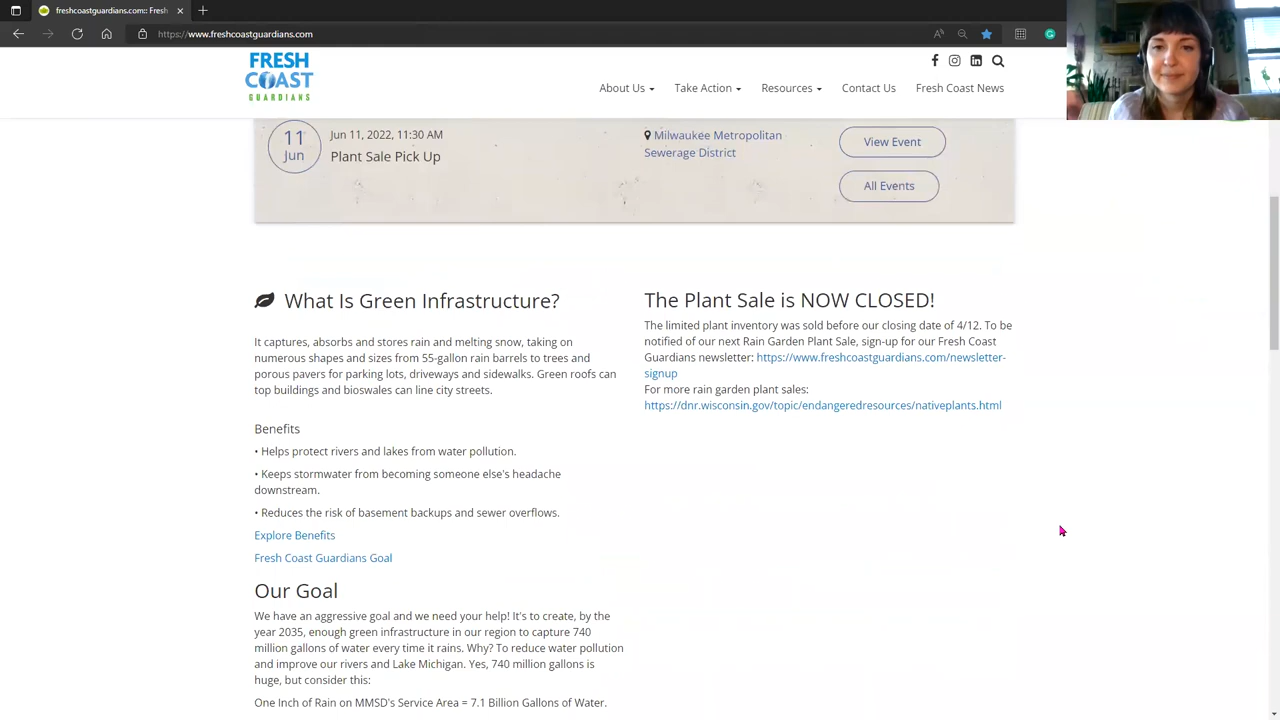 freshcoastguardians.com:: Fresh
https://www.freshcoastguardians.com
FRESH
COAST
GUARDIANS
About Us
Take Action
Resources
Contact Us
Fresh Coast News
11
Jun
Jun 11, 2022, 11:30 AM
Plant Sale Pick Up
Milwaukee Metropolitan
Sewerage District
View Event
All Events
What Is Green Infrastructure?
It captures, absorbs and stores rain and melting snow, taking on
numerous shapes and sizes from 55-gallon rain barrels to trees and
porous pavers for parking lots, driveways and sidewalks. Green roofs can
top buildings and bioswales can line city streets.
Benefits
• Helps protect rivers and lakes from water pollution.
• Keeps stormwater from becoming someone else's headache
downstream.
• Reduces the risk of basement backups and sewer overflows.
Explore Benefits
Fresh Coast Guardians Goal
Our Goal
We have an aggressive goal and we need your help! It's to create, by the
year 2035, enough green infrastructure in our region to capture 740
million gallons of water every time it rains. Why? To reduce water pollution
and improve our rivers and Lake Michigan. Yes, 740 million gallons is
huge, but consider this:
One Inch of Rain on MMSD's Service Area = 7.1 Billion Gallons of Water.
The Plant Sale is NOW CLOSED!
The limited plant inventory was sold before our closing date of 4/12. To be
notified of our next Rain Garden Plant Sale, sign-up for our Fresh Coast
Guardians newsletter: https://www.freshcoastguardians.com/newsletter-
signup
For more rain garden plant sales:
https://dnr.wisconsin.gov/topic/endangeredresources/nativeplants.html